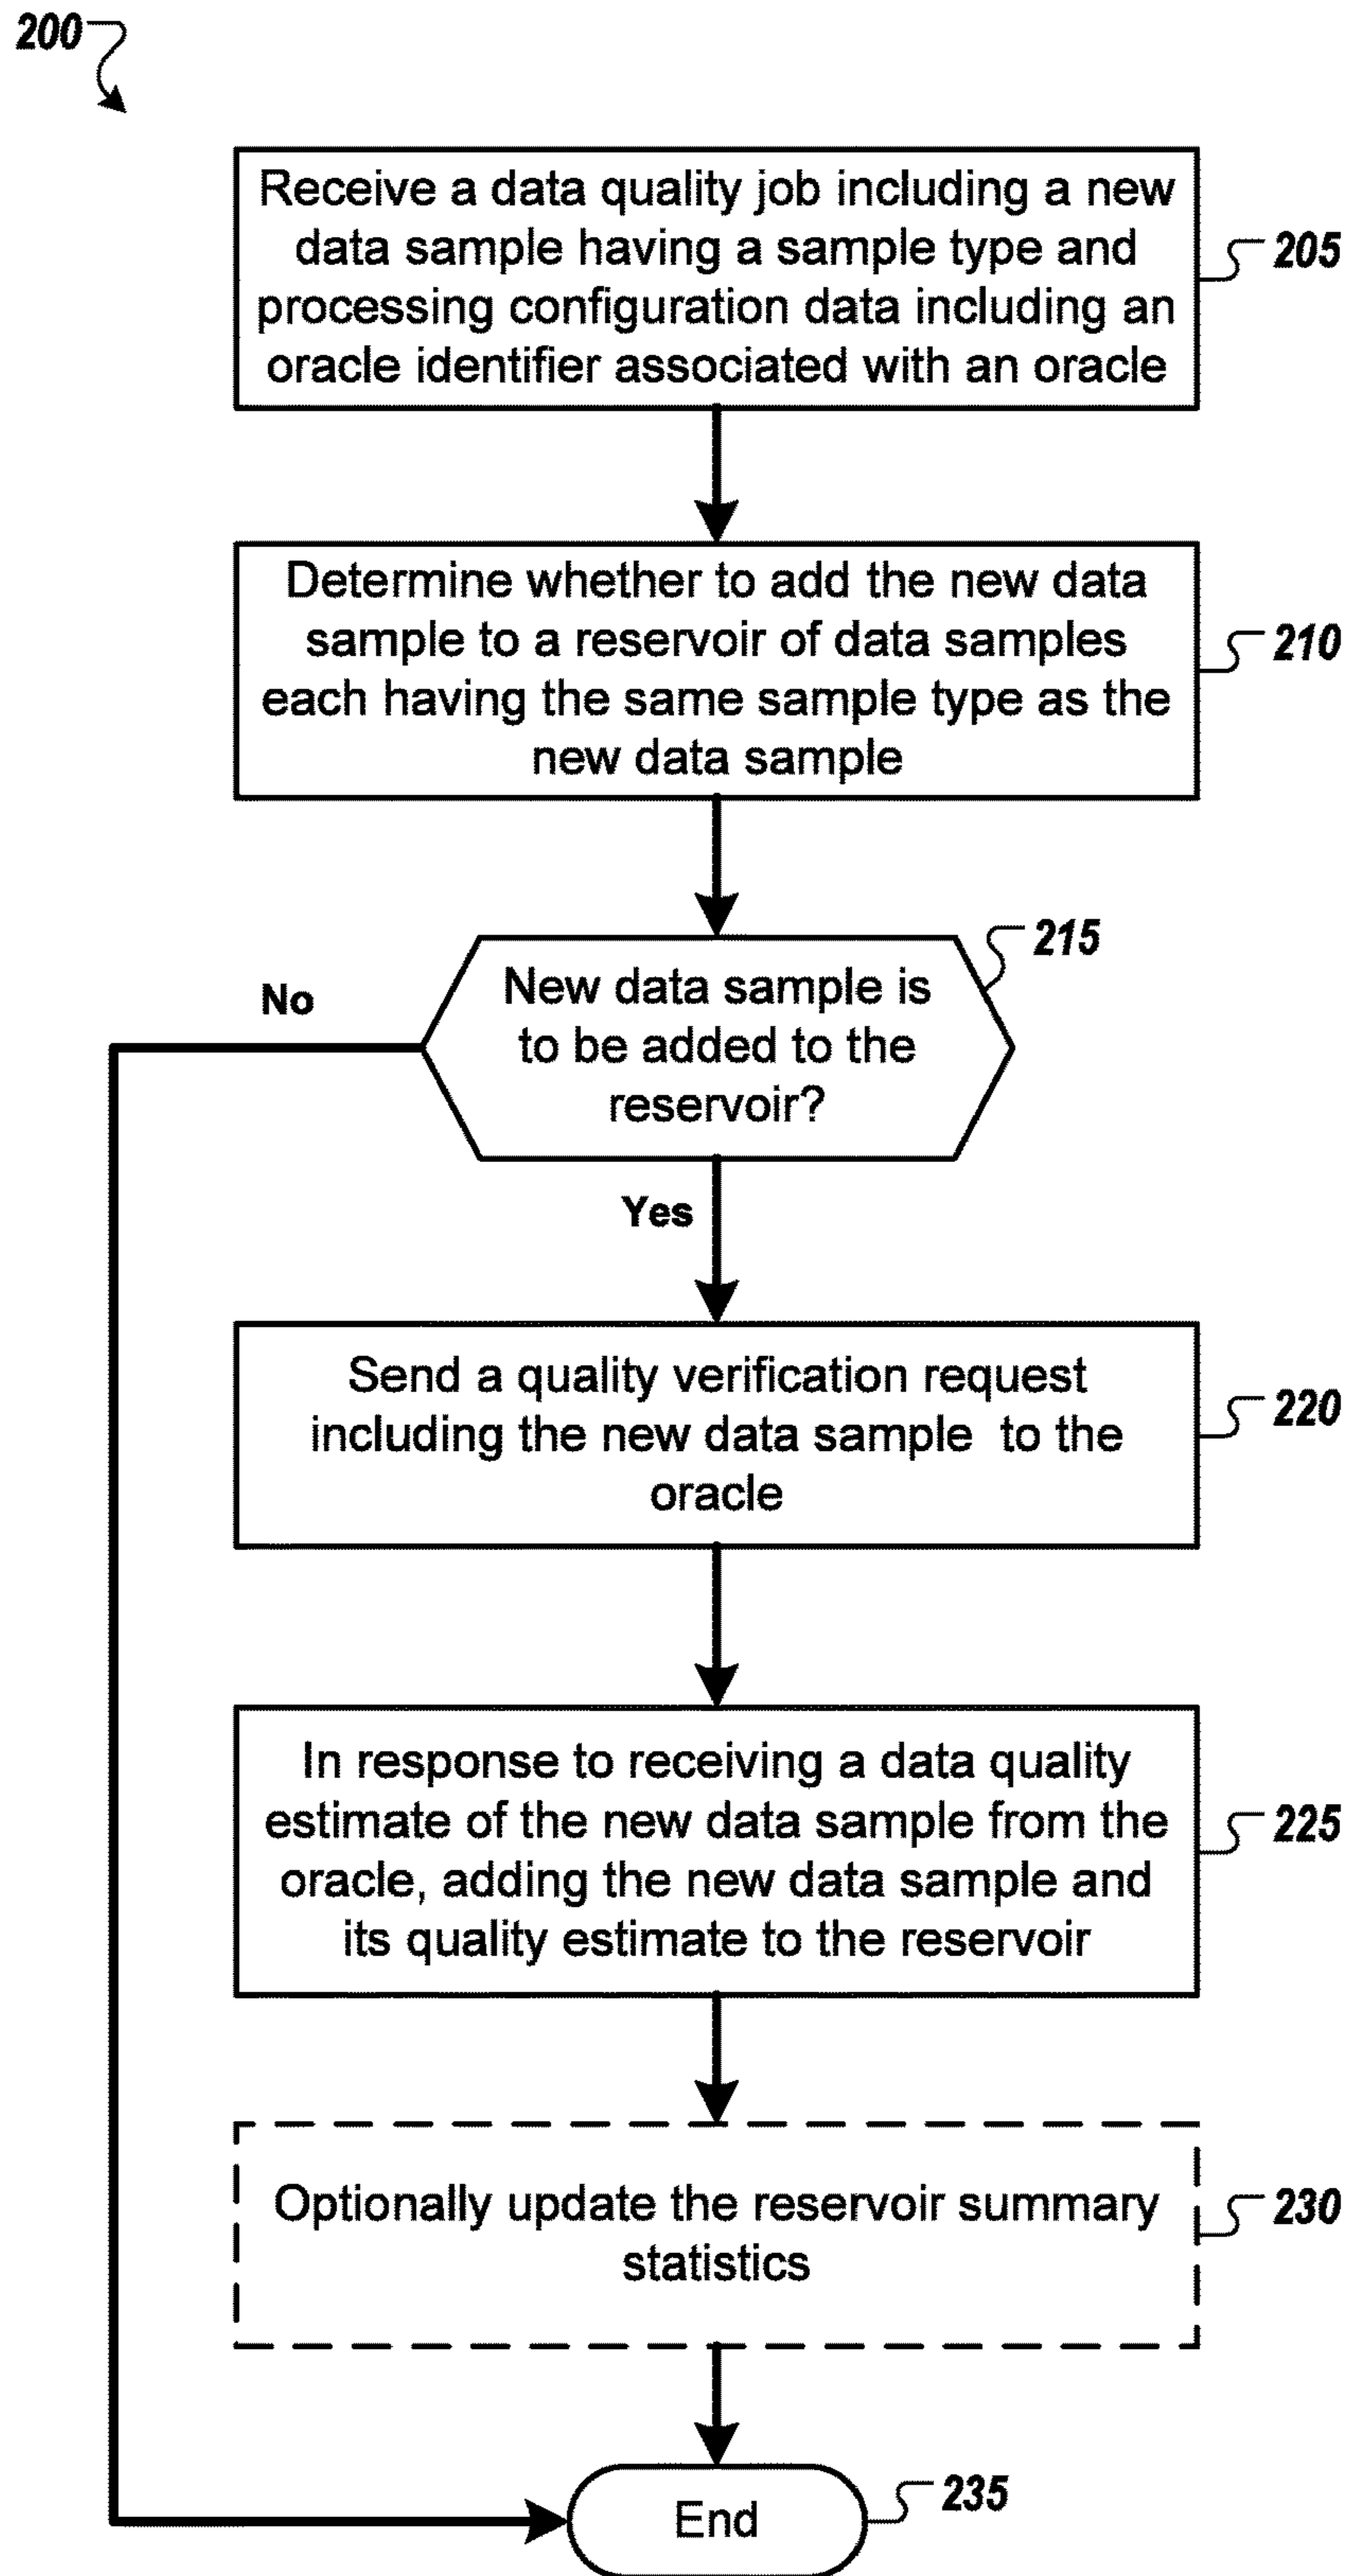 200
Receive a data quality job including a new
data sample having a sample type and
processing configuration data including an
oracle identifier associated with an oracle
205
Determine whether to add the new data
sample to a reservoir of data samples
each having the same sample type as the
new data sample
210
215
New data sample is
to be added to the
reservoir?
No
Yes
Send a quality verification request
including the new data sample to the
oracle
220
In response to receiving a data quality
estimate of the new data sample from the
oracle, adding the new data sample and
its quality estimate to the reservoir
225
Optionally update the reservoir summary
statistics
230
End
235